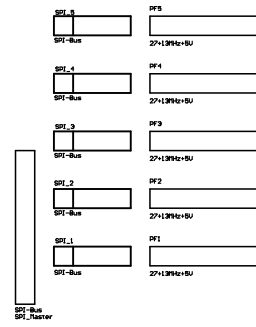 SPI_5 PF5
SPI-Bus 27+13MHz+5V
SPI_4 PF4
SPI-Bus 27+13MHz+5V
SPI_3 PF3
SPI-Bus 27+13MHz+5V
SPI_2 PF2
SPI-Bus 27+13MHz+5V
SPI_1 PF1
SPI-Bus 27+13MHz+5V
SPI-Bus
SPI_Master